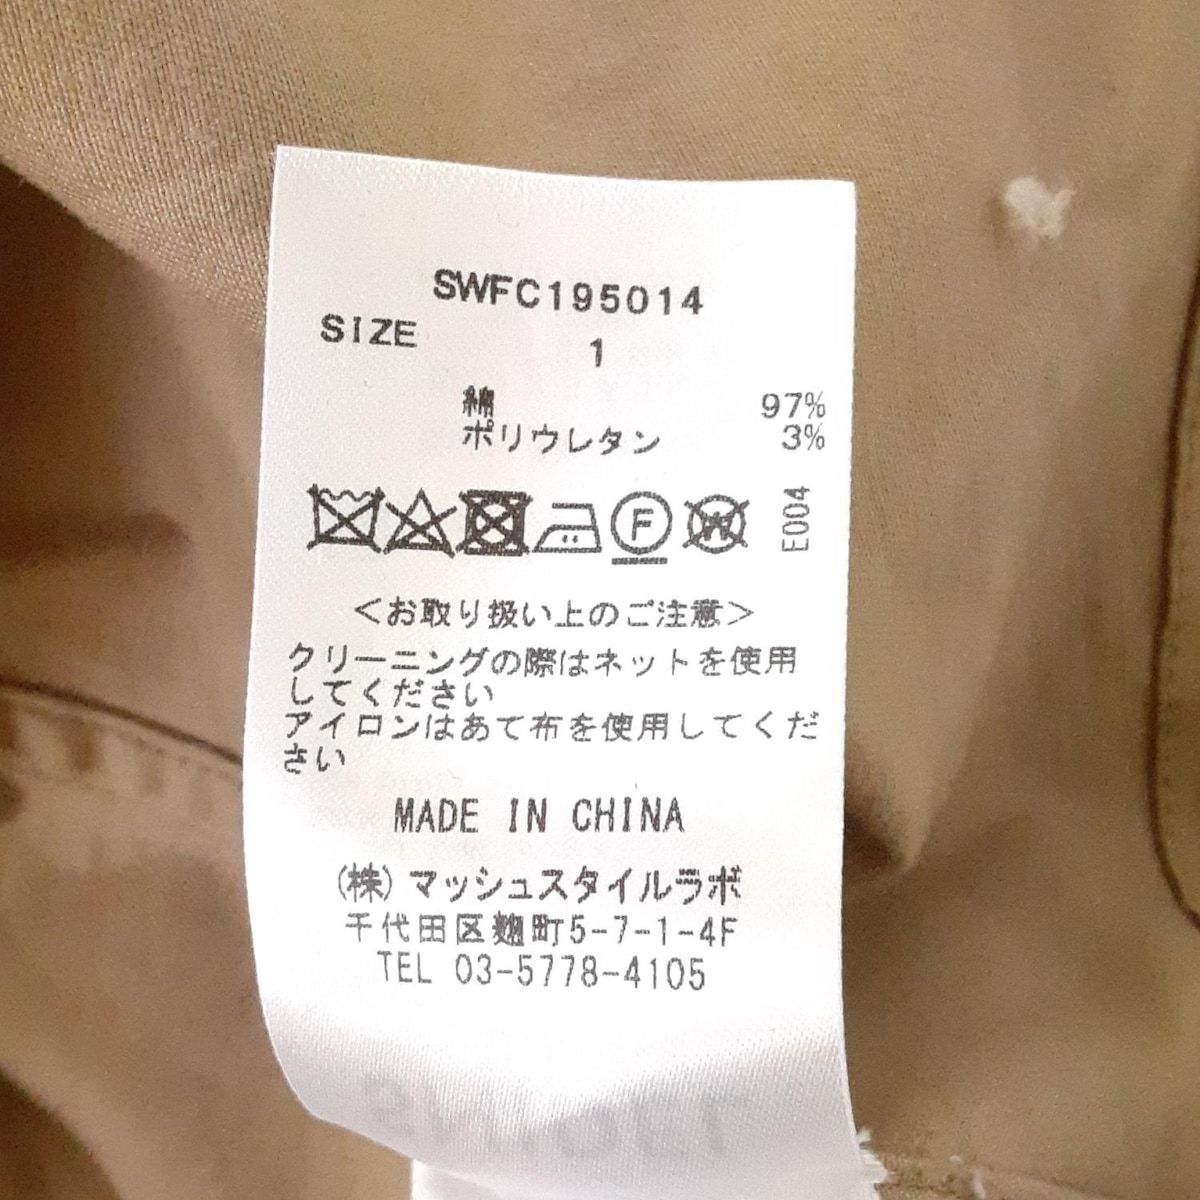 SWFC195014
SIZE 1
綿 97%
ポリウレタン 3%
F W E004
<お取り扱い上のご注意>
クリーニングの際はネットを使用
してください
アイロンはあて布を使用してくだ
さい
MADE IN CHINA
(株)マッシュスタイルラボ
千代田区麹町5-7-1-4F
TEL 03-5778-4105